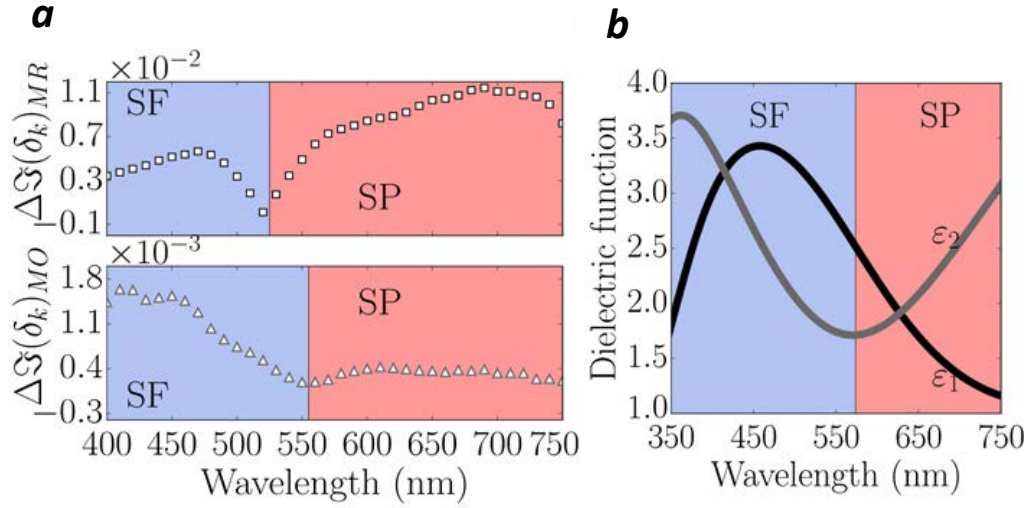 a
×10⁻²
Δℑ(δₖ)MR
1.1
0.7
0.3
−0.1
SF
SP
×10⁻³
Δℑ(δₖ)MO
1.8
1.1
0.4
−0.3
SP
SF
400 450 500 550 600 650 700 750
Wavelength (nm)
b
Dielectric function
4.0
3.5
3.0
2.5
2.0
1.5
1.0
SF
SP
ε₂
ε₁
350 450 550 650 750
Wavelength (nm)